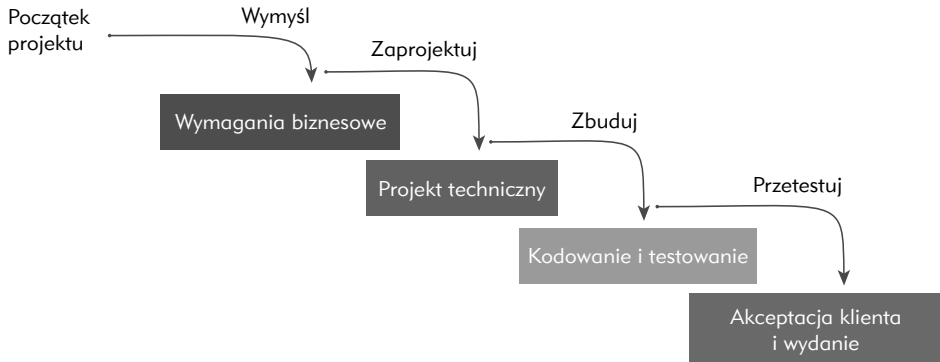 Początek
projektu
Wymyśl
Zaprojektuj
Wymagania biznesowe
Zbuduj
Projekt techniczny
Przetestuj
Kodowanie i testowanie
Akceptacja klienta
i wydanie